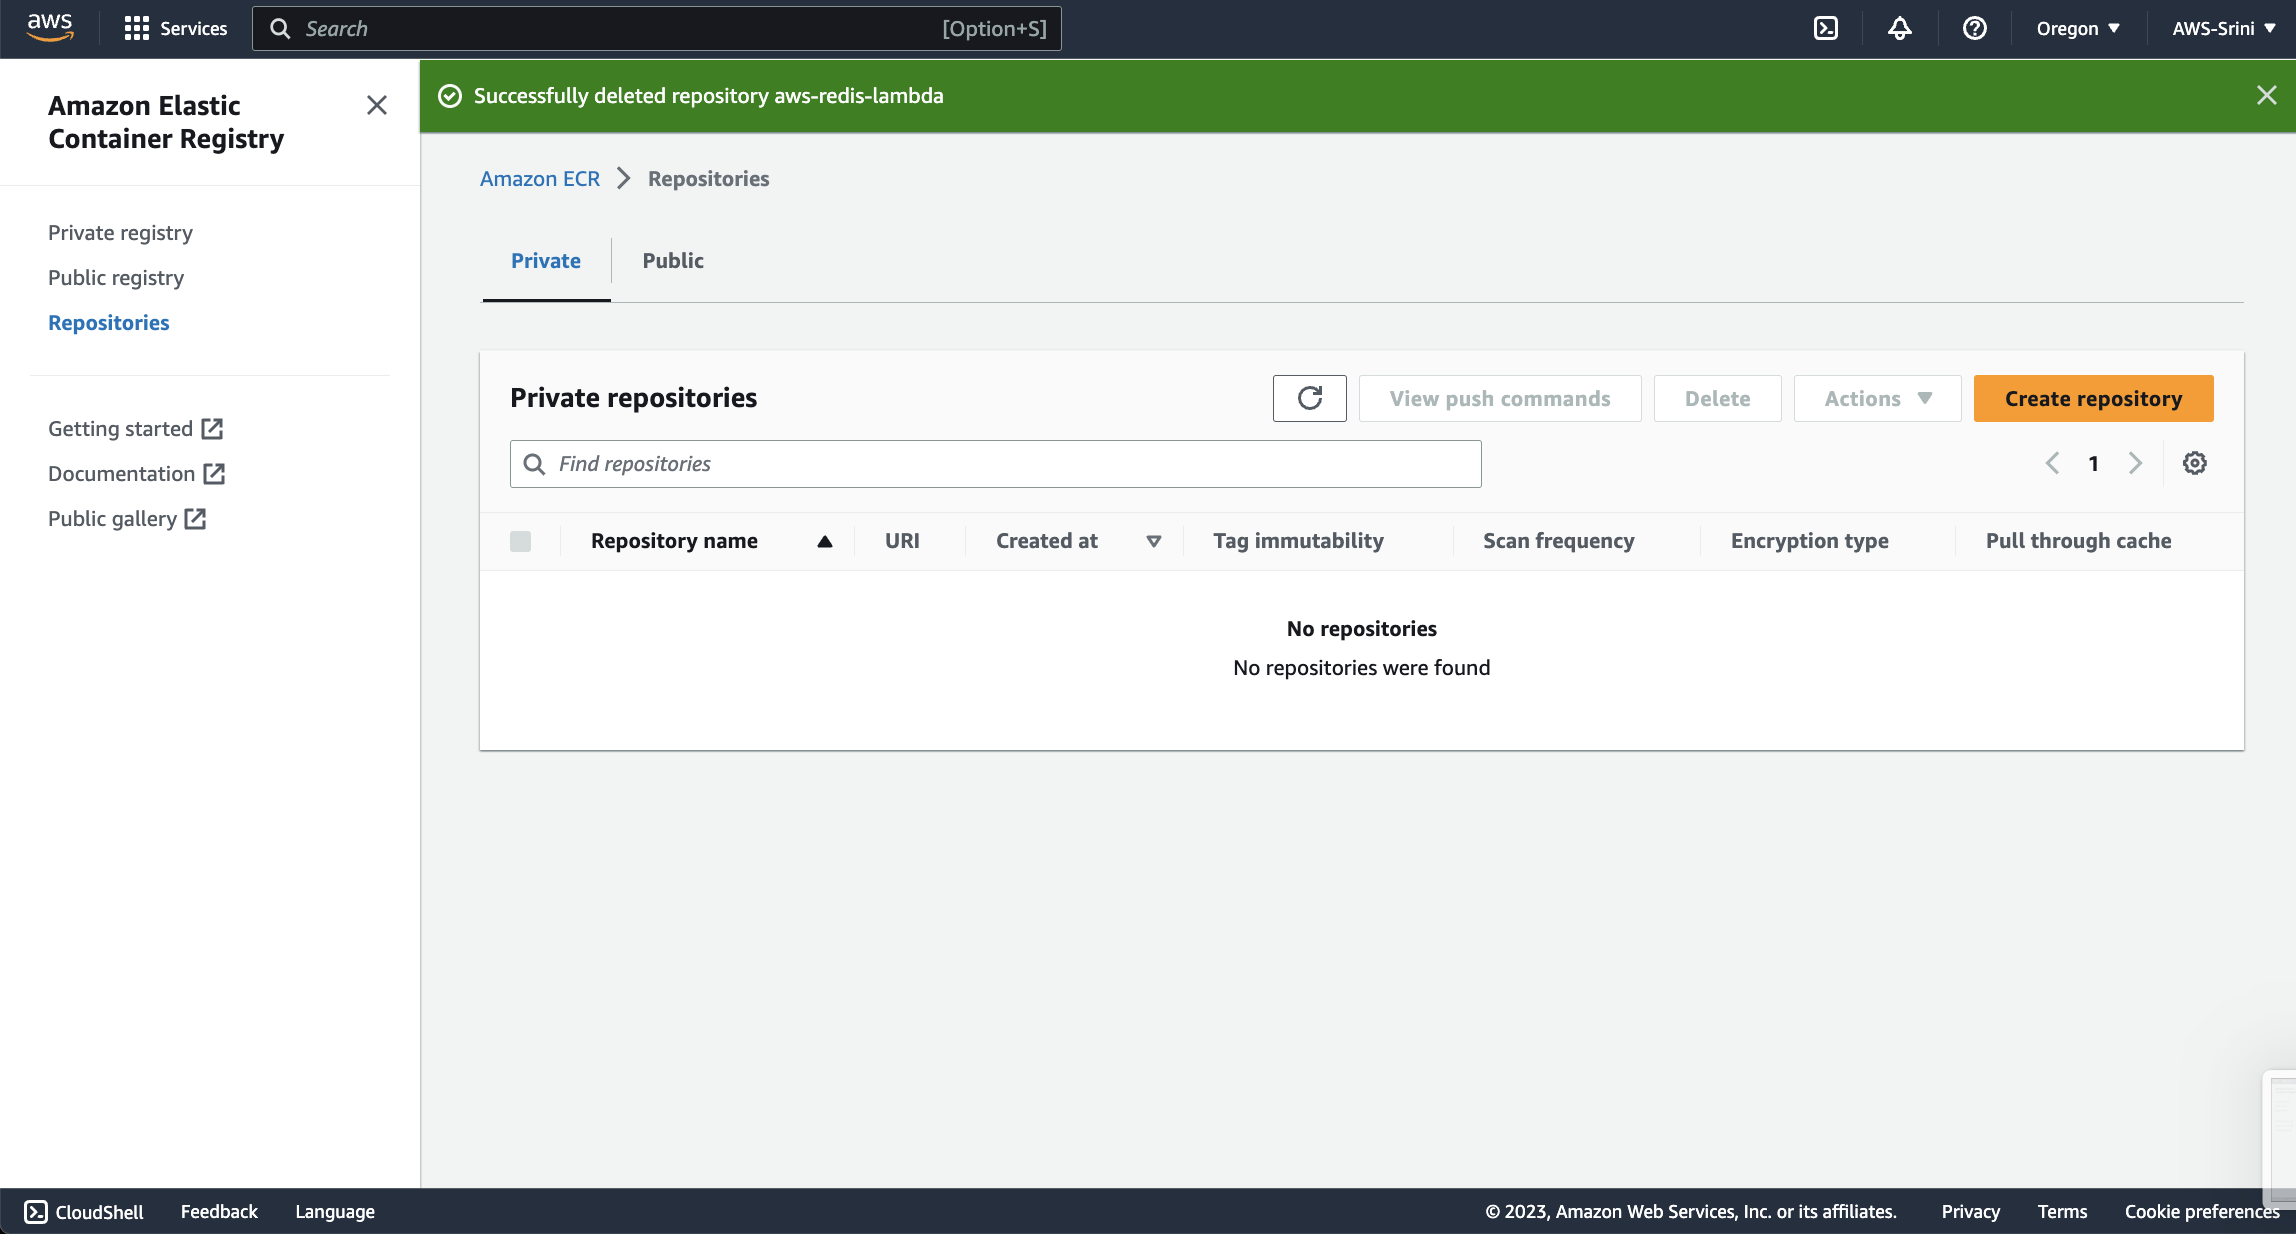 aws
Services
Search
[Option+S]
Oregon
AWS-Srini
Amazon Elastic
Container Registry
Private registry
Public registry
Repositories
Getting started
Documentation
Public gallery
Successfully deleted repository aws-redis-lambda
Amazon ECR
Repositories
Private
Public
Private repositories
View push commands
Delete
Actions
Create repository
Find repositories
1
Repository name
URI
Created at
Tag immutability
Scan frequency
Encryption type
Pull through cache
No repositories
No repositories were found
CloudShell
Feedback
Language
© 2023, Amazon Web Services, Inc. or its affiliates.
Privacy
Terms
Cookie preferences